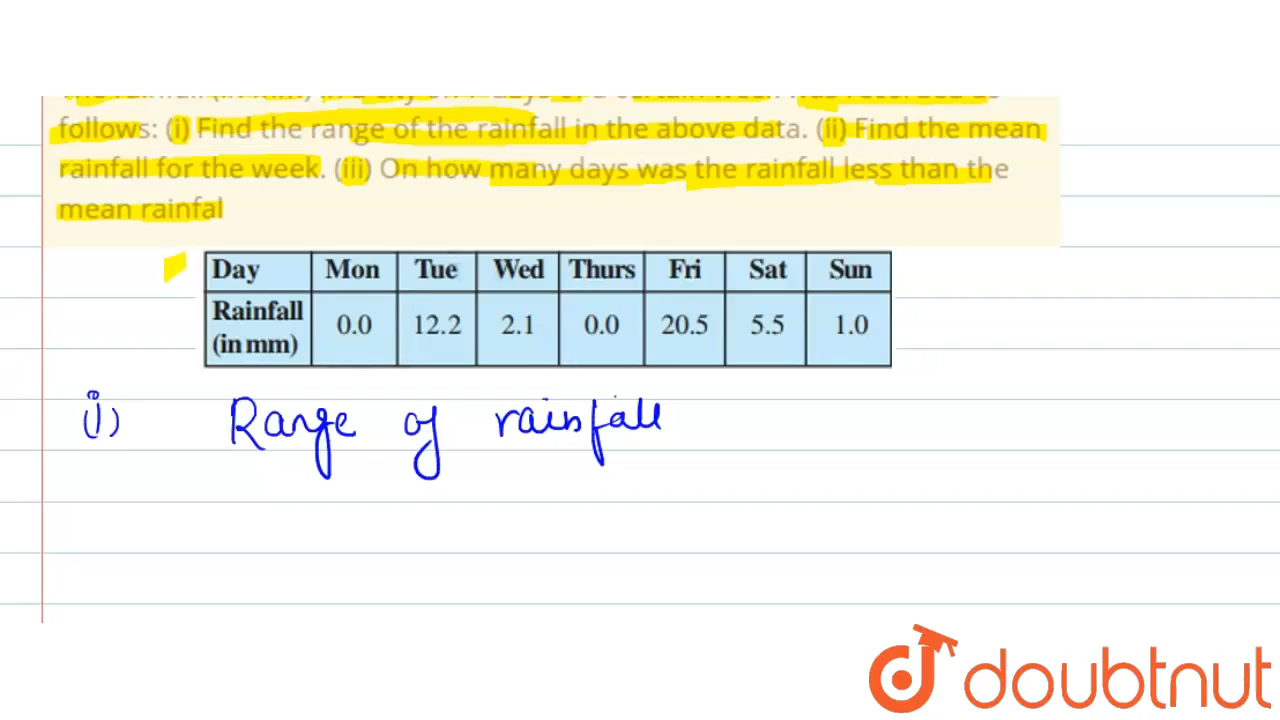 follows: (i) Find the range of the rainfall in the above data. (ii) Find the mean
rainfall for the week. (iii) On how many days was the rainfall less than the
mean rainfal
Day Mon Tue Wed Thurs Fri Sat Sun
Rainfall (in mm) 0.0 12.2 2.1 0.0 20.5 5.5 1.0
(i) Range of rainfall
doubtnut